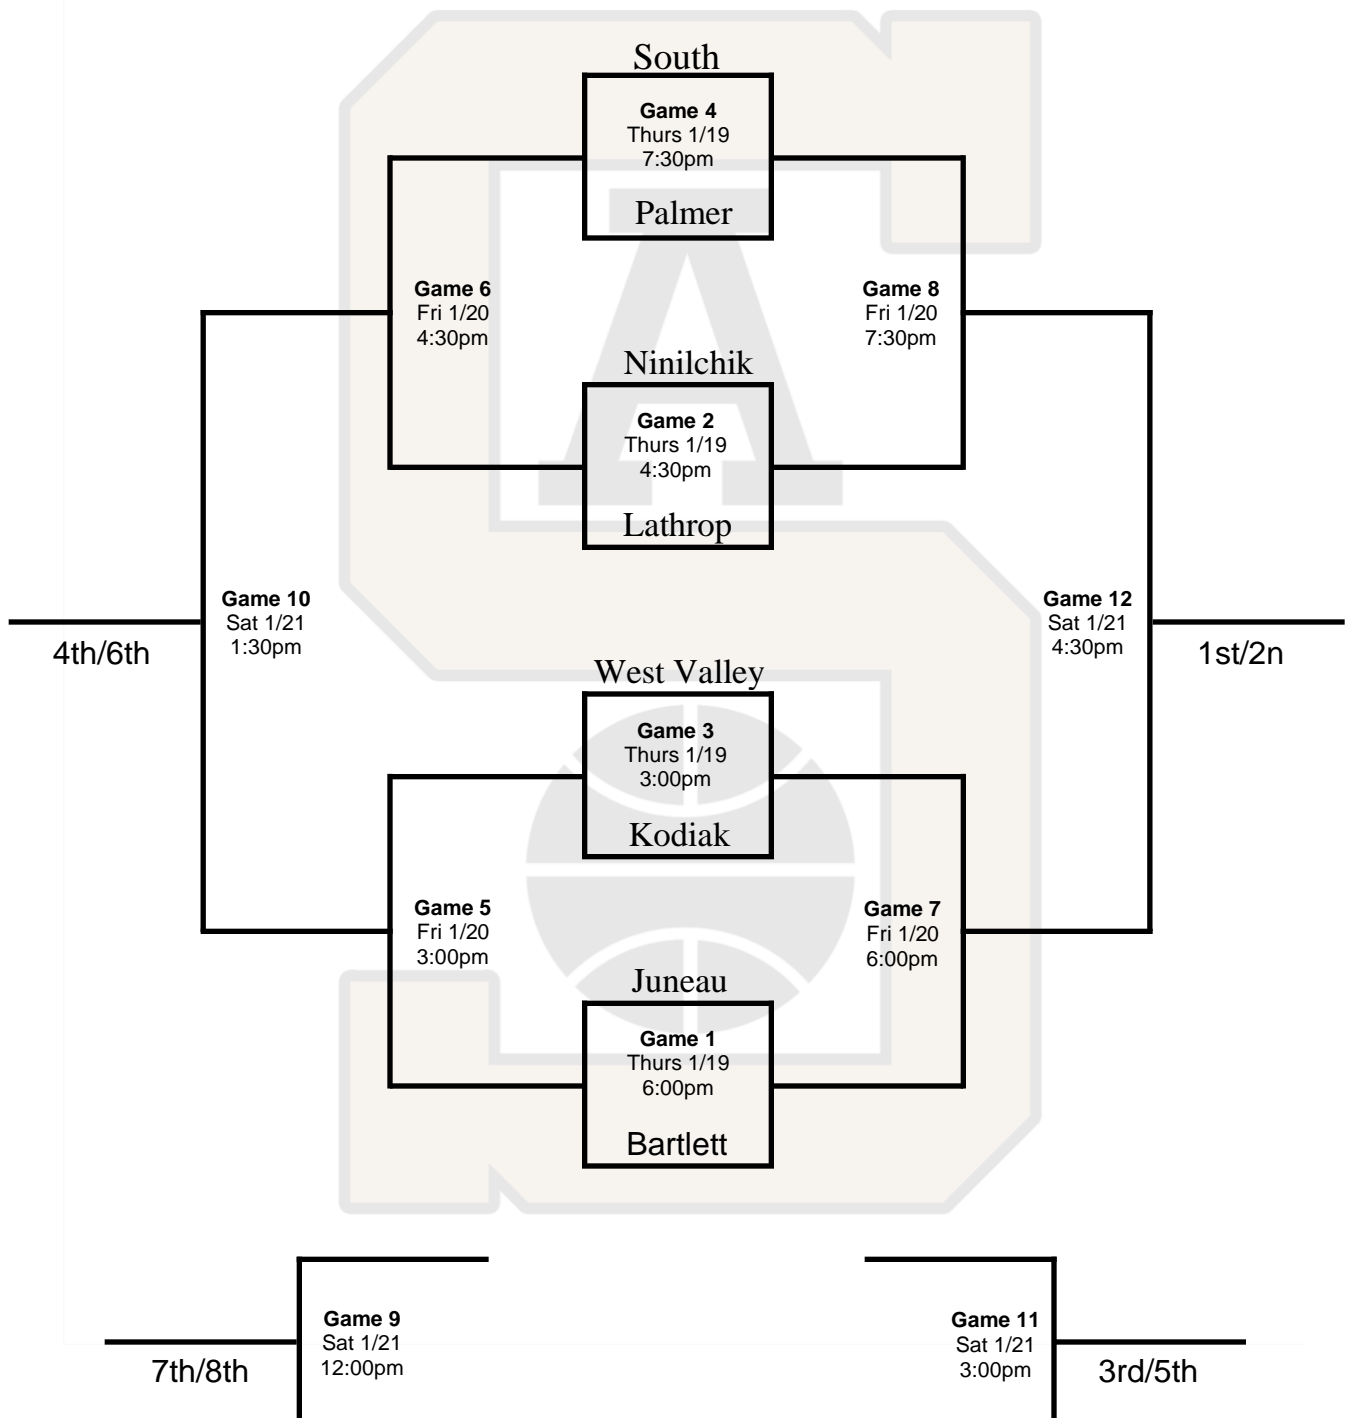 South
Game 4
Thurs 1/19
7:30pm
Palmer
Game 6
Fri 1/20
4:30pm
Game 8
Fri 1/20
7:30pm
Ninilchik
Game 2
Thurs 1/19
4:30pm
Lathrop
Game 10
Sat 1/21
1:30pm
4th/6th
Game 12
Sat 1/21
4:30pm
1st/2n
West Valley
Game 3
Thurs 1/19
3:00pm
Kodiak
Game 5
Fri 1/20
3:00pm
Game 7
Fri 1/20
6:00pm
Juneau
Game 1
Thurs 1/19
6:00pm
Bartlett
Game 9
Sat 1/21
12:00pm
7th/8th
Game 11
Sat 1/21
3:00pm
3rd/5th